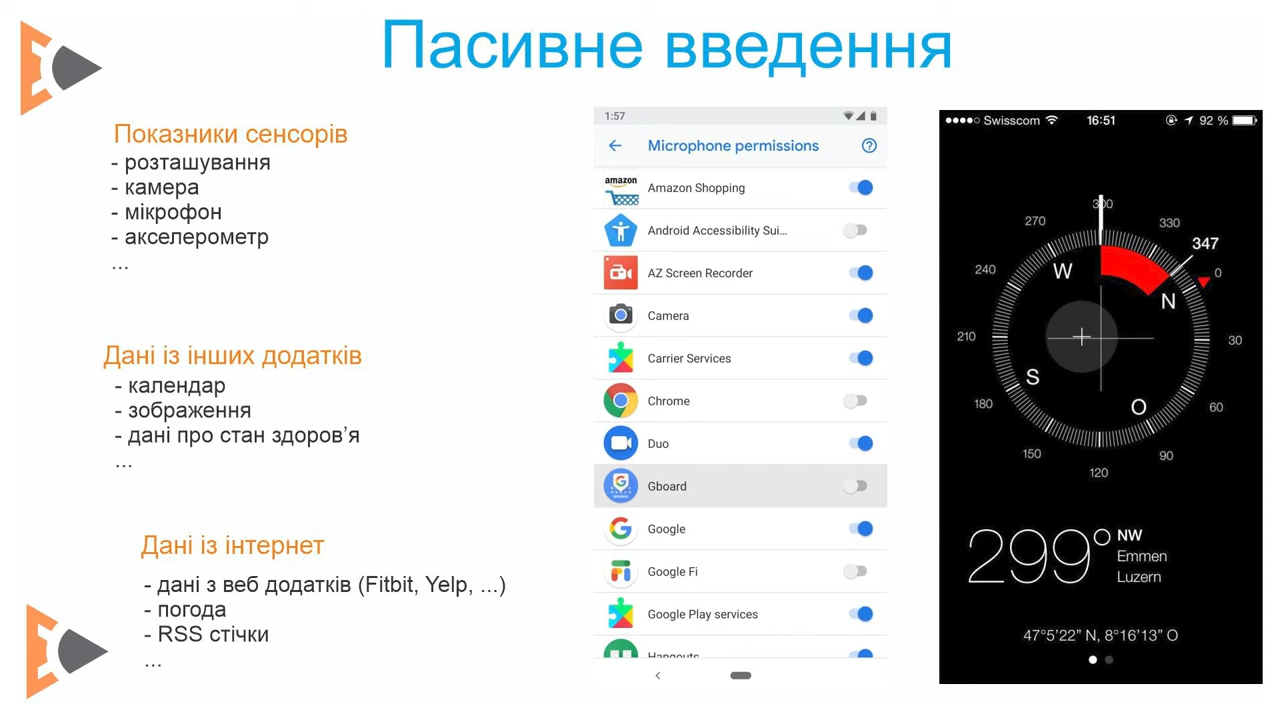 Пасивне введення
Показники сенсорів
- розташування
- камера
- мікрофон
- акселерометр
...
Дані із інших додатків
- календар
- зображення
- дані про стан здоров’я
...
Дані із інтернет
- дані з веб додатків (Fitbit, Yelp, ...)
- погода
- RSS стічки
...
1:57
Microphone permissions
amazon
Amazon Shopping
Android Accessibility Sui...
AZ Screen Recorder
Camera
Carrier Services
Chrome
Duo
Gboard
Google
Google Fi
Google Play services
Hangouts
Swisscom
16:51
92 %
300
270
330
347
240
0
W
N
210
30
S
O
180
60
150
90
120
299° NW
Emmen
Luzern
47°5’22” N, 8°16’13” O